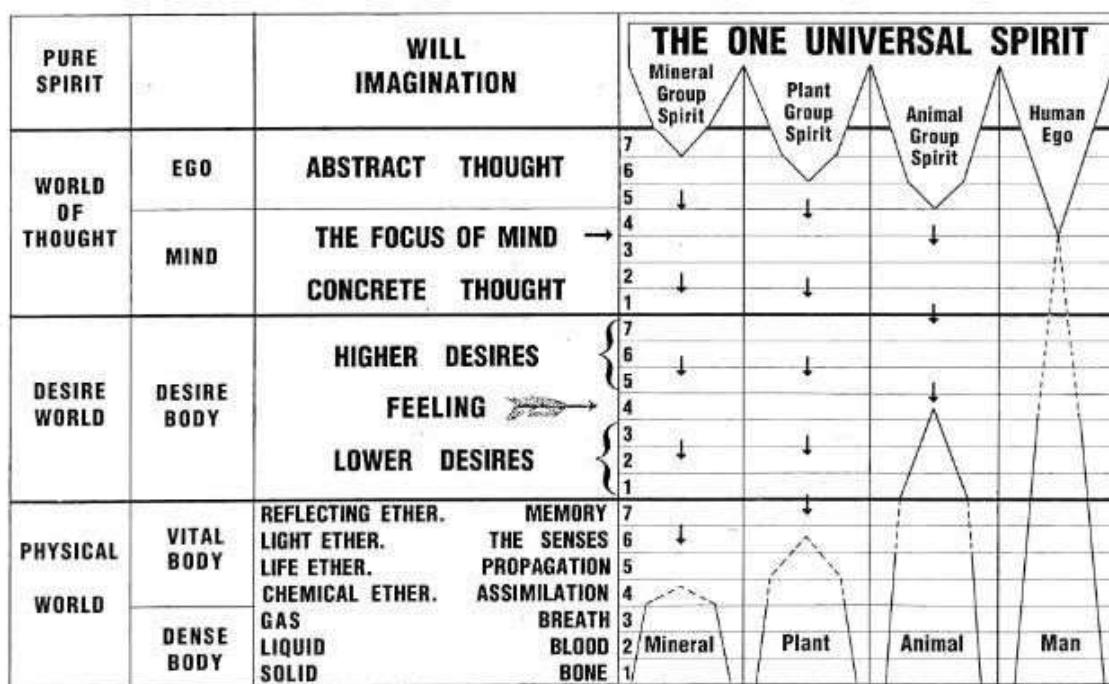 THE ONE UNIVERSAL SPIRIT
PURE
SPIRIT
WILL
IMAGINATION
Mineral
Group
Spirit
Plant
Group
Spirit
Animal
Group
Spirit
Human
Ego
WORLD
OF
THOUGHT
EGO
ABSTRACT THOUGHT
MIND
THE FOCUS OF MIND →
CONCRETE THOUGHT
7
6
5
4
3
2
1
DESIRE
WORLD
DESIRE
BODY
HIGHER DESIRES
FEELING
LOWER DESIRES
7
6
5
4
3
2
1
PHYSICAL
WORLD
VITAL
BODY
REFLECTING ETHER. MEMORY 7
LIGHT ETHER. THE SENSES 6
LIFE ETHER. PROPAGATION 5
CHEMICAL ETHER. ASSIMILATION 4
DENSE
BODY
GAS BREATH 3
LIQUID BLOOD 2
SOLID BONE 1
Mineral
Plant
Animal
Man